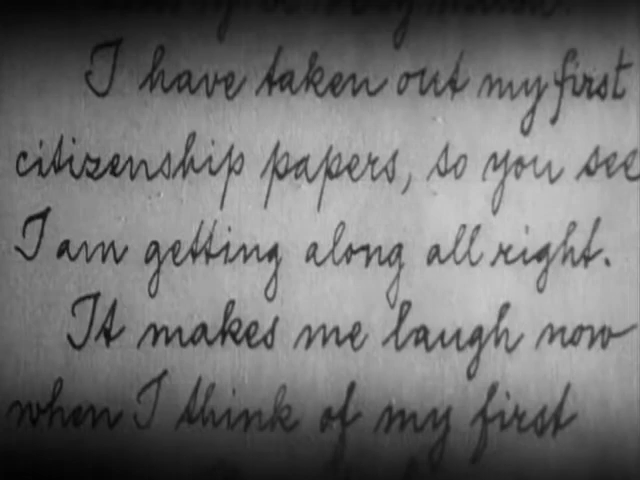 I have taken out my first
citizenship papers, so you see
I am getting along all right.
It makes me laugh now
when I think of my first